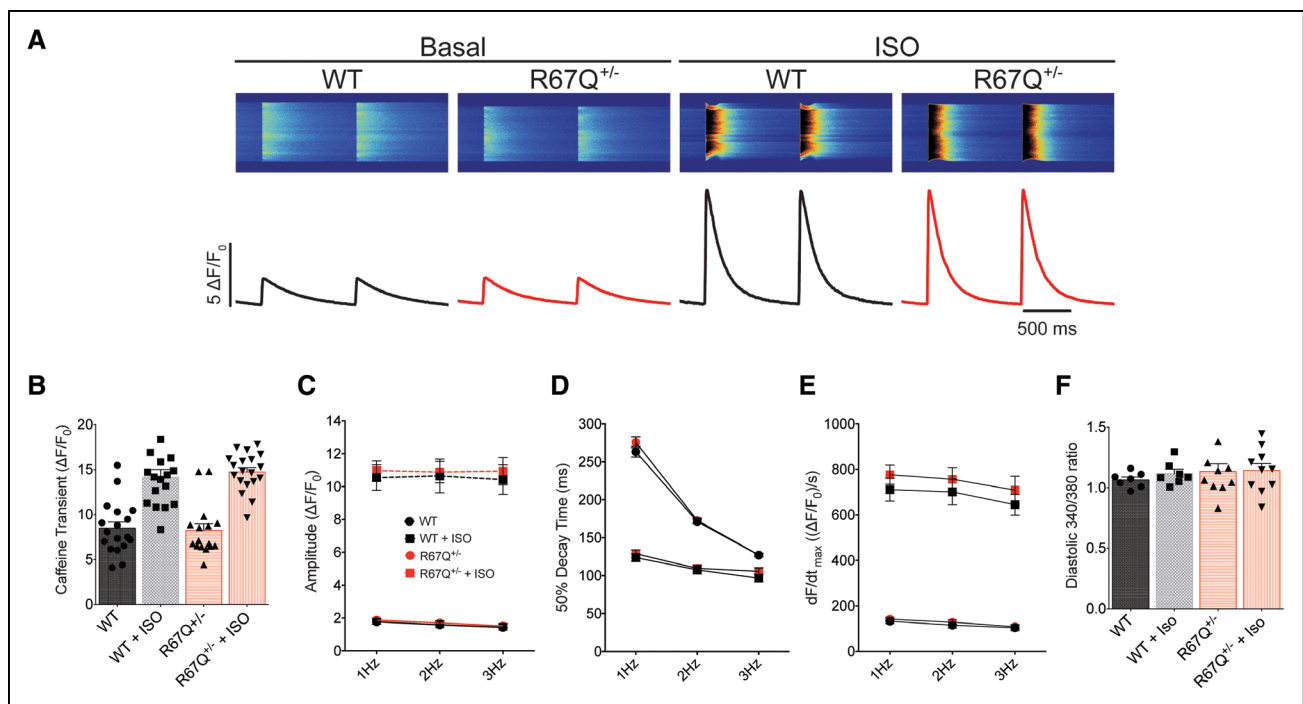 A
Basal
ISO
WT
R67Q+/-
WT
R67Q+/-
5 ΔF/F0
500 ms
B
Caffeine Transient (ΔF/F0)
20
15
10
5
0
WT
WT + ISO
R67Q+/-
R67Q+/- + ISO
C
Amplitude (ΔF/F0)
14
12
10
8
6
4
2
0
WT
WT + ISO
R67Q+/-
R67Q+/- + ISO
1Hz
2Hz
3Hz
D
50% Decay Time (ms)
300
250
200
150
100
50
0
1Hz
2Hz
3Hz
E
dF/dt max ((ΔF/F0)/s
1000
800
600
400
200
0
1Hz
2Hz
3Hz
F
Diastolic 340/380 ratio
1.5
1.0
0.5
0.0
WT
WT + Iso
R67Q+/-
R67Q+/- + Iso